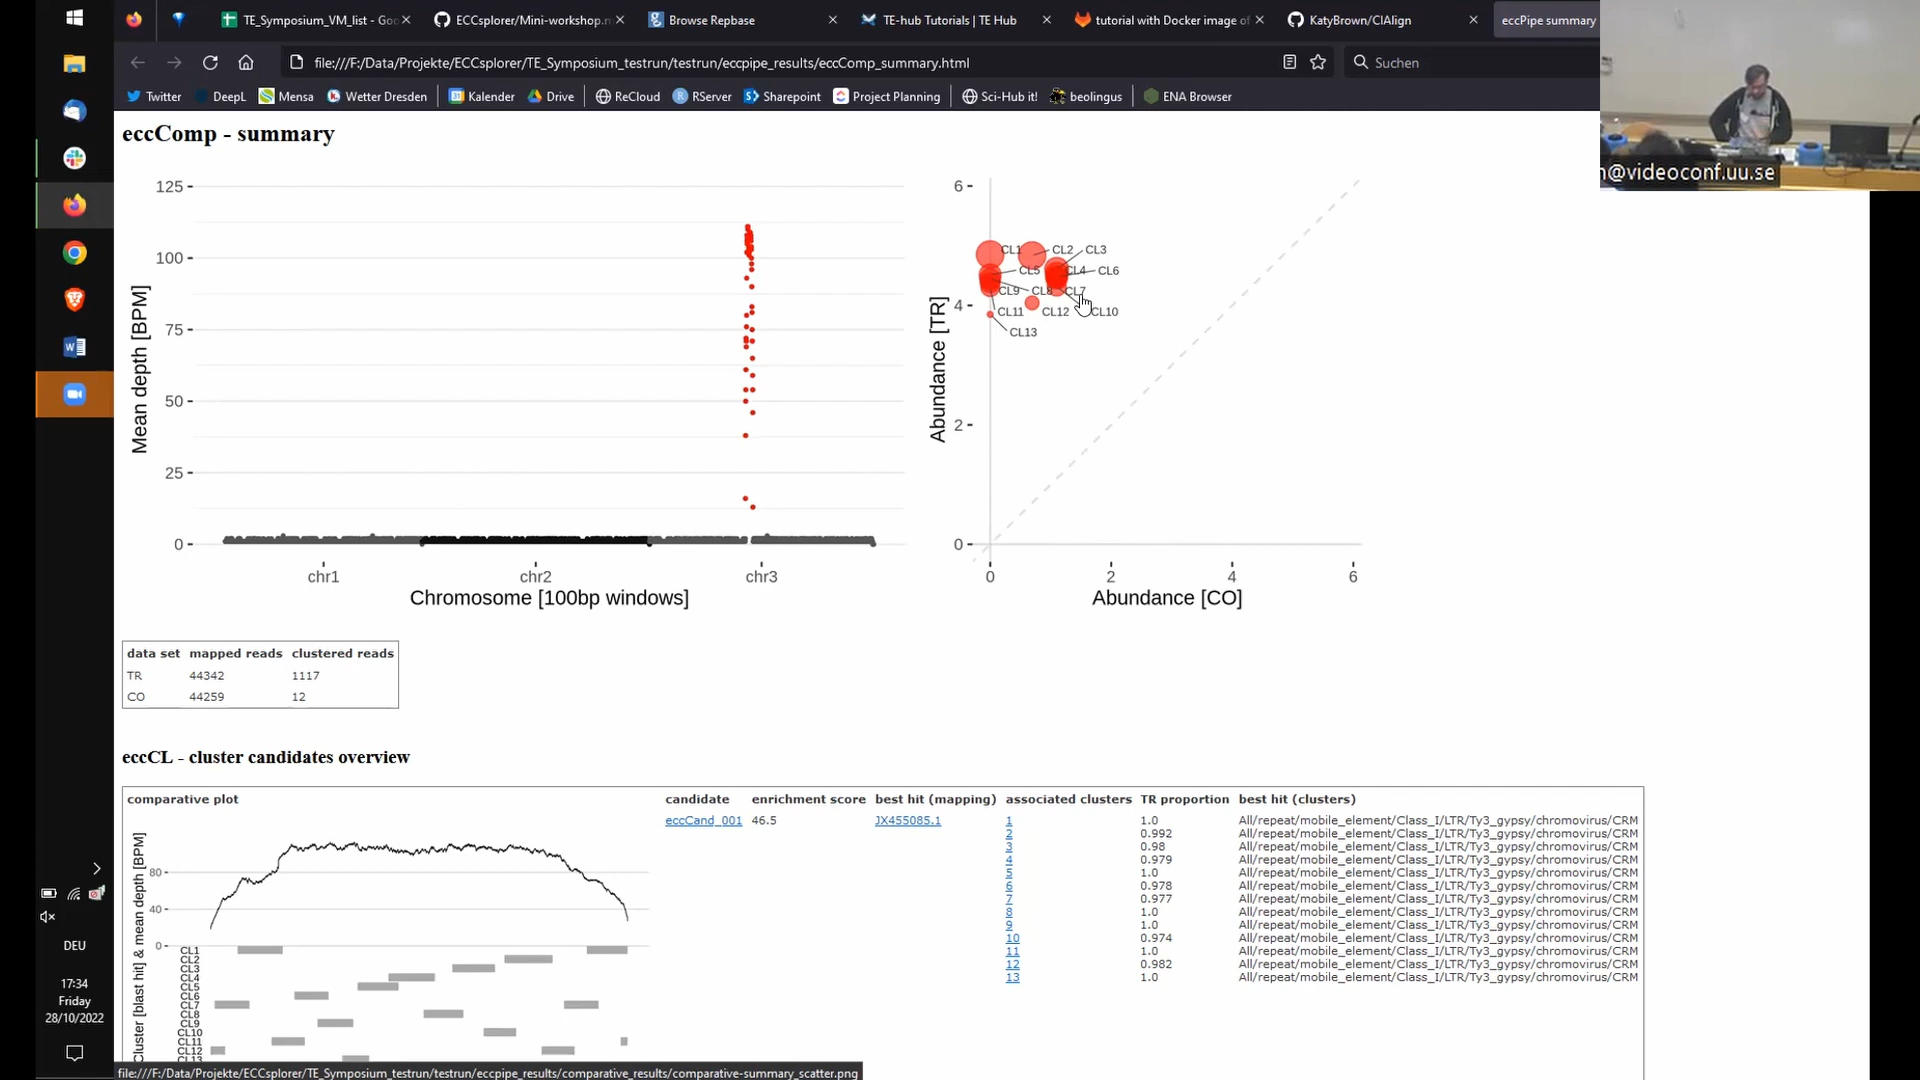 TE_Symposium_VM_list - Goo
ECCsplorer/Mini-workshop.m
Browse Repbase
TE-hub Tutorials | TE Hub
tutorial with Docker image of
KatyBrown/CIAlign
eccPipe summary
file:///F:/Data/Projekte/ECCsplorer/TE_Symposium_testrun/testrun/eccpipe_results/eccComp_summary.html
Suchen
Twitter
DeepL
Mensa
Wetter Dresden
Kalender
Drive
ReCloud
RServer
Sharepoint
Project Planning
Sci-Hub it!
beolingus
ENA Browser
n@videoconf.uu.se
eccComp - summary
Mean depth [BPM]
125
100
75
50
25
0
chr1 chr2 chr3
Chromosome [100bp windows]
Abundance [TR]
6
4
2
0
CL1 CL2 CL3
CL5 CL4 CL6
CL9 CL8 CL7
CL11 CL12 CL10
CL13
0 2 4 6
Abundance [CO]
data set mapped reads clustered reads
TR 44342 1117
CO 44259 12
eccCL - cluster candidates overview
comparative plot candidate enrichment score best hit (mapping) associated clusters TR proportion best hit (clusters)
eccCand_001 46.5 JX455085.1 1 1.0 All/repeat/mobile_element/Class_I/LTR/Ty3_gypsy/chromovirus/CRM
2 0.992 All/repeat/mobile_element/Class_I/LTR/Ty3_gypsy/chromovirus/CRM
3 0.98 All/repeat/mobile_element/Class_I/LTR/Ty3_gypsy/chromovirus/CRM
4 0.979 All/repeat/mobile_element/Class_I/LTR/Ty3_gypsy/chromovirus/CRM
5 1.0 All/repeat/mobile_element/Class_I/LTR/Ty3_gypsy/chromovirus/CRM
6 0.978 All/repeat/mobile_element/Class_I/LTR/Ty3_gypsy/chromovirus/CRM
7 0.977 All/repeat/mobile_element/Class_I/LTR/Ty3_gypsy/chromovirus/CRM
8 1.0 All/repeat/mobile_element/Class_I/LTR/Ty3_gypsy/chromovirus/CRM
9 1.0 All/repeat/mobile_element/Class_I/LTR/Ty3_gypsy/chromovirus/CRM
10 0.974 All/repeat/mobile_element/Class_I/LTR/Ty3_gypsy/chromovirus/CRM
11 1.0 All/repeat/mobile_element/Class_I/LTR/Ty3_gypsy/chromovirus/CRM
12 0.982 All/repeat/mobile_element/Class_I/LTR/Ty3_gypsy/chromovirus/CRM
13 1.0 All/repeat/mobile_element/Class_I/LTR/Ty3_gypsy/chromovirus/CRM
Cluster [blast hit] & mean depth [BPM]
80
40
0
CL1
CL2
CL3
CL4
CL5
CL6
CL7
CL8
CL9
CL10
CL11
CL12
CL13
DEU
17:34
Friday
28/10/2022
file:///F:/Data/Projekte/ECCsplorer/TE_Symposium_testrun/testrun/eccpipe_results/comparative_results/comparative-summary_scatter.png